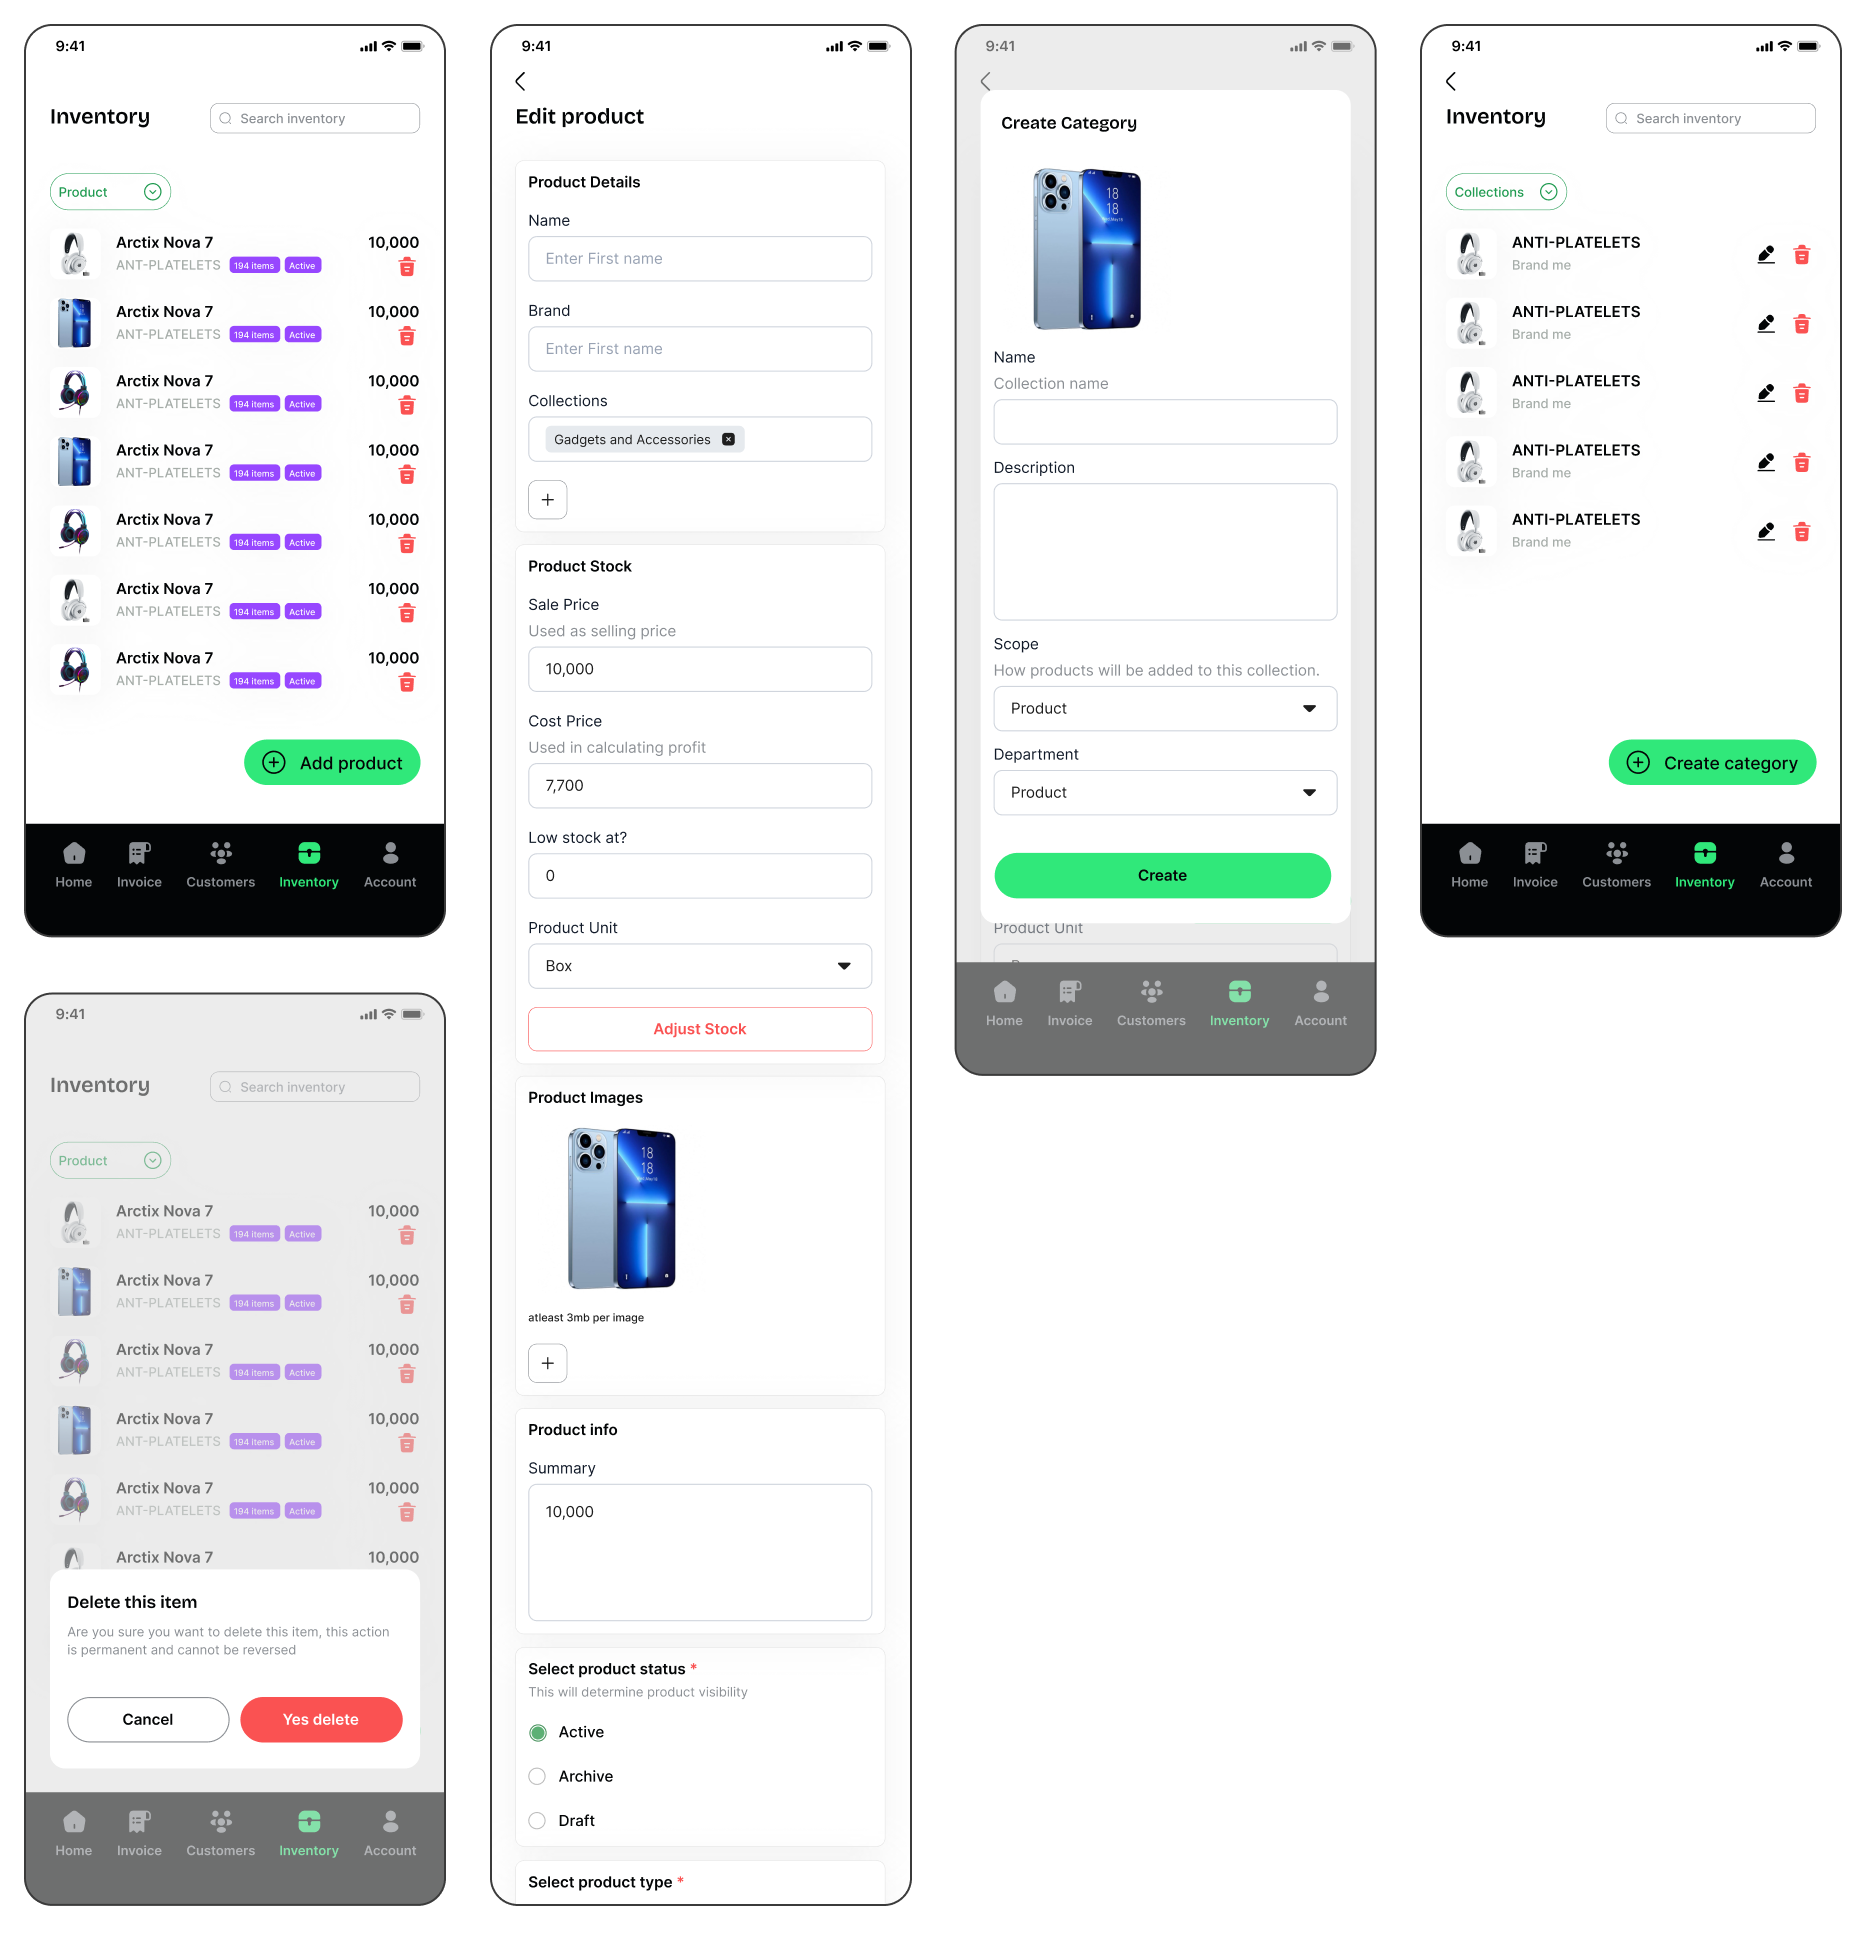 9:41
Inventory
Search inventory
Product
Arctix Nova 7 10,000
ANT-PLATELETS 194 items Active
Arctix Nova 7 10,000
ANT-PLATELETS 194 items Active
Arctix Nova 7 10,000
ANT-PLATELETS 194 items Active
Arctix Nova 7 10,000
ANT-PLATELETS 194 items Active
Arctix Nova 7 10,000
ANT-PLATELETS 194 items Active
Arctix Nova 7 10,000
ANT-PLATELETS 194 items Active
Arctix Nova 7 10,000
ANT-PLATELETS 194 items Active
Add product
Home Invoice Customers Inventory Account
9:41
Inventory
Search inventory
Product
Arctix Nova 7 10,000
ANT-PLATELETS 194 items Active
Arctix Nova 7 10,000
ANT-PLATELETS 194 items Active
Arctix Nova 7 10,000
ANT-PLATELETS 194 items Active
Arctix Nova 7 10,000
ANT-PLATELETS 194 items Active
Arctix Nova 7 10,000
ANT-PLATELETS 194 items Active
Arctix Nova 7 10,000
Delete this item
Are you sure you want to delete this item, this action
is permanent and cannot be reversed
Cancel Yes delete
Home Invoice Customers Inventory Account
9:41
Edit product
Product Details
Name
Enter First name
Brand
Enter First name
Collections
Gadgets and Accessories
Product Stock
Sale Price
Used as selling price
10,000
Cost Price
Used in calculating profit
7,700
Low stock at?
0
Product Unit
Box
Adjust Stock
Product Images
18
18
atleast 3mb per image
Product info
Summary
10,000
Select product status *
This will determine product visibility
Active
Archive
Draft
Select product type *
9:41
Create Category
18
18
Name
Collection name
Description
Scope
How products will be added to this collection.
Product
Department
Product
Create
Product Unit
Home Invoice Customers Inventory Account
9:41
Inventory
Search inventory
Collections
ANTI-PLATELETS
Brand me
ANTI-PLATELETS
Brand me
ANTI-PLATELETS
Brand me
ANTI-PLATELETS
Brand me
ANTI-PLATELETS
Brand me
Create category
Home Invoice Customers Inventory Account